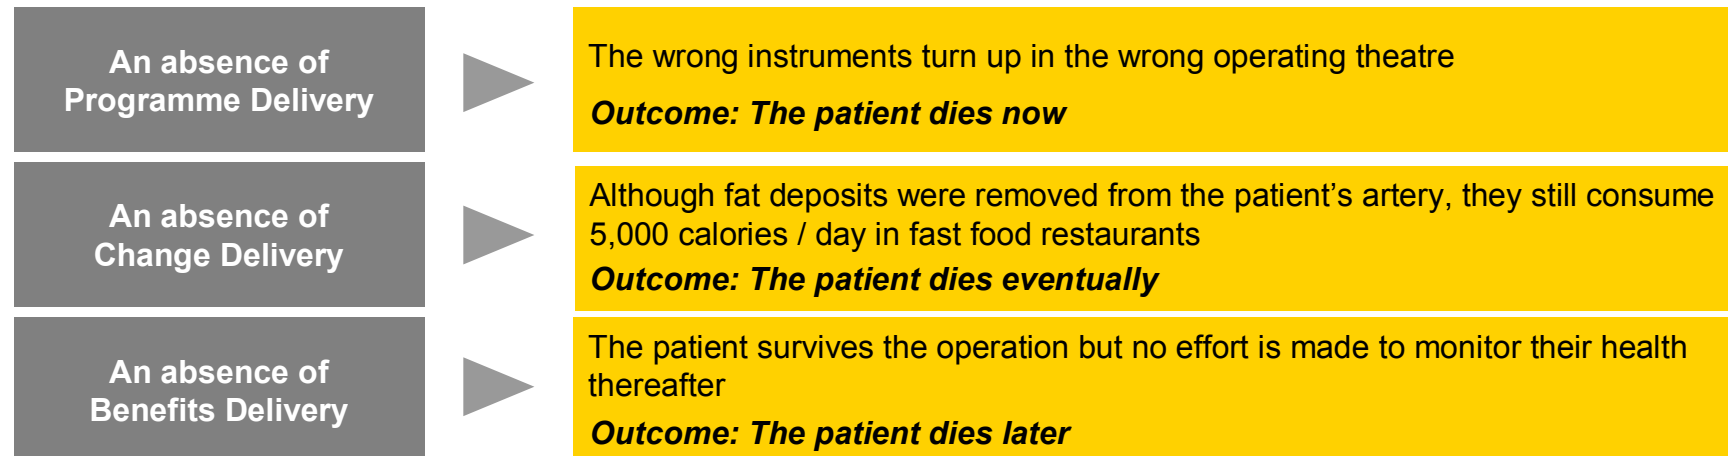 An absence of
Programme Delivery
The wrong instruments turn up in the wrong operating theatre
Outcome: The patient dies now
An absence of
Change Delivery
Although fat deposits were removed from the patient’s artery, they still consume
5,000 calories / day in fast food restaurants
Outcome: The patient dies eventually
An absence of
Benefits Delivery
The patient survives the operation but no effort is made to monitor their health
thereafter
Outcome: The patient dies later